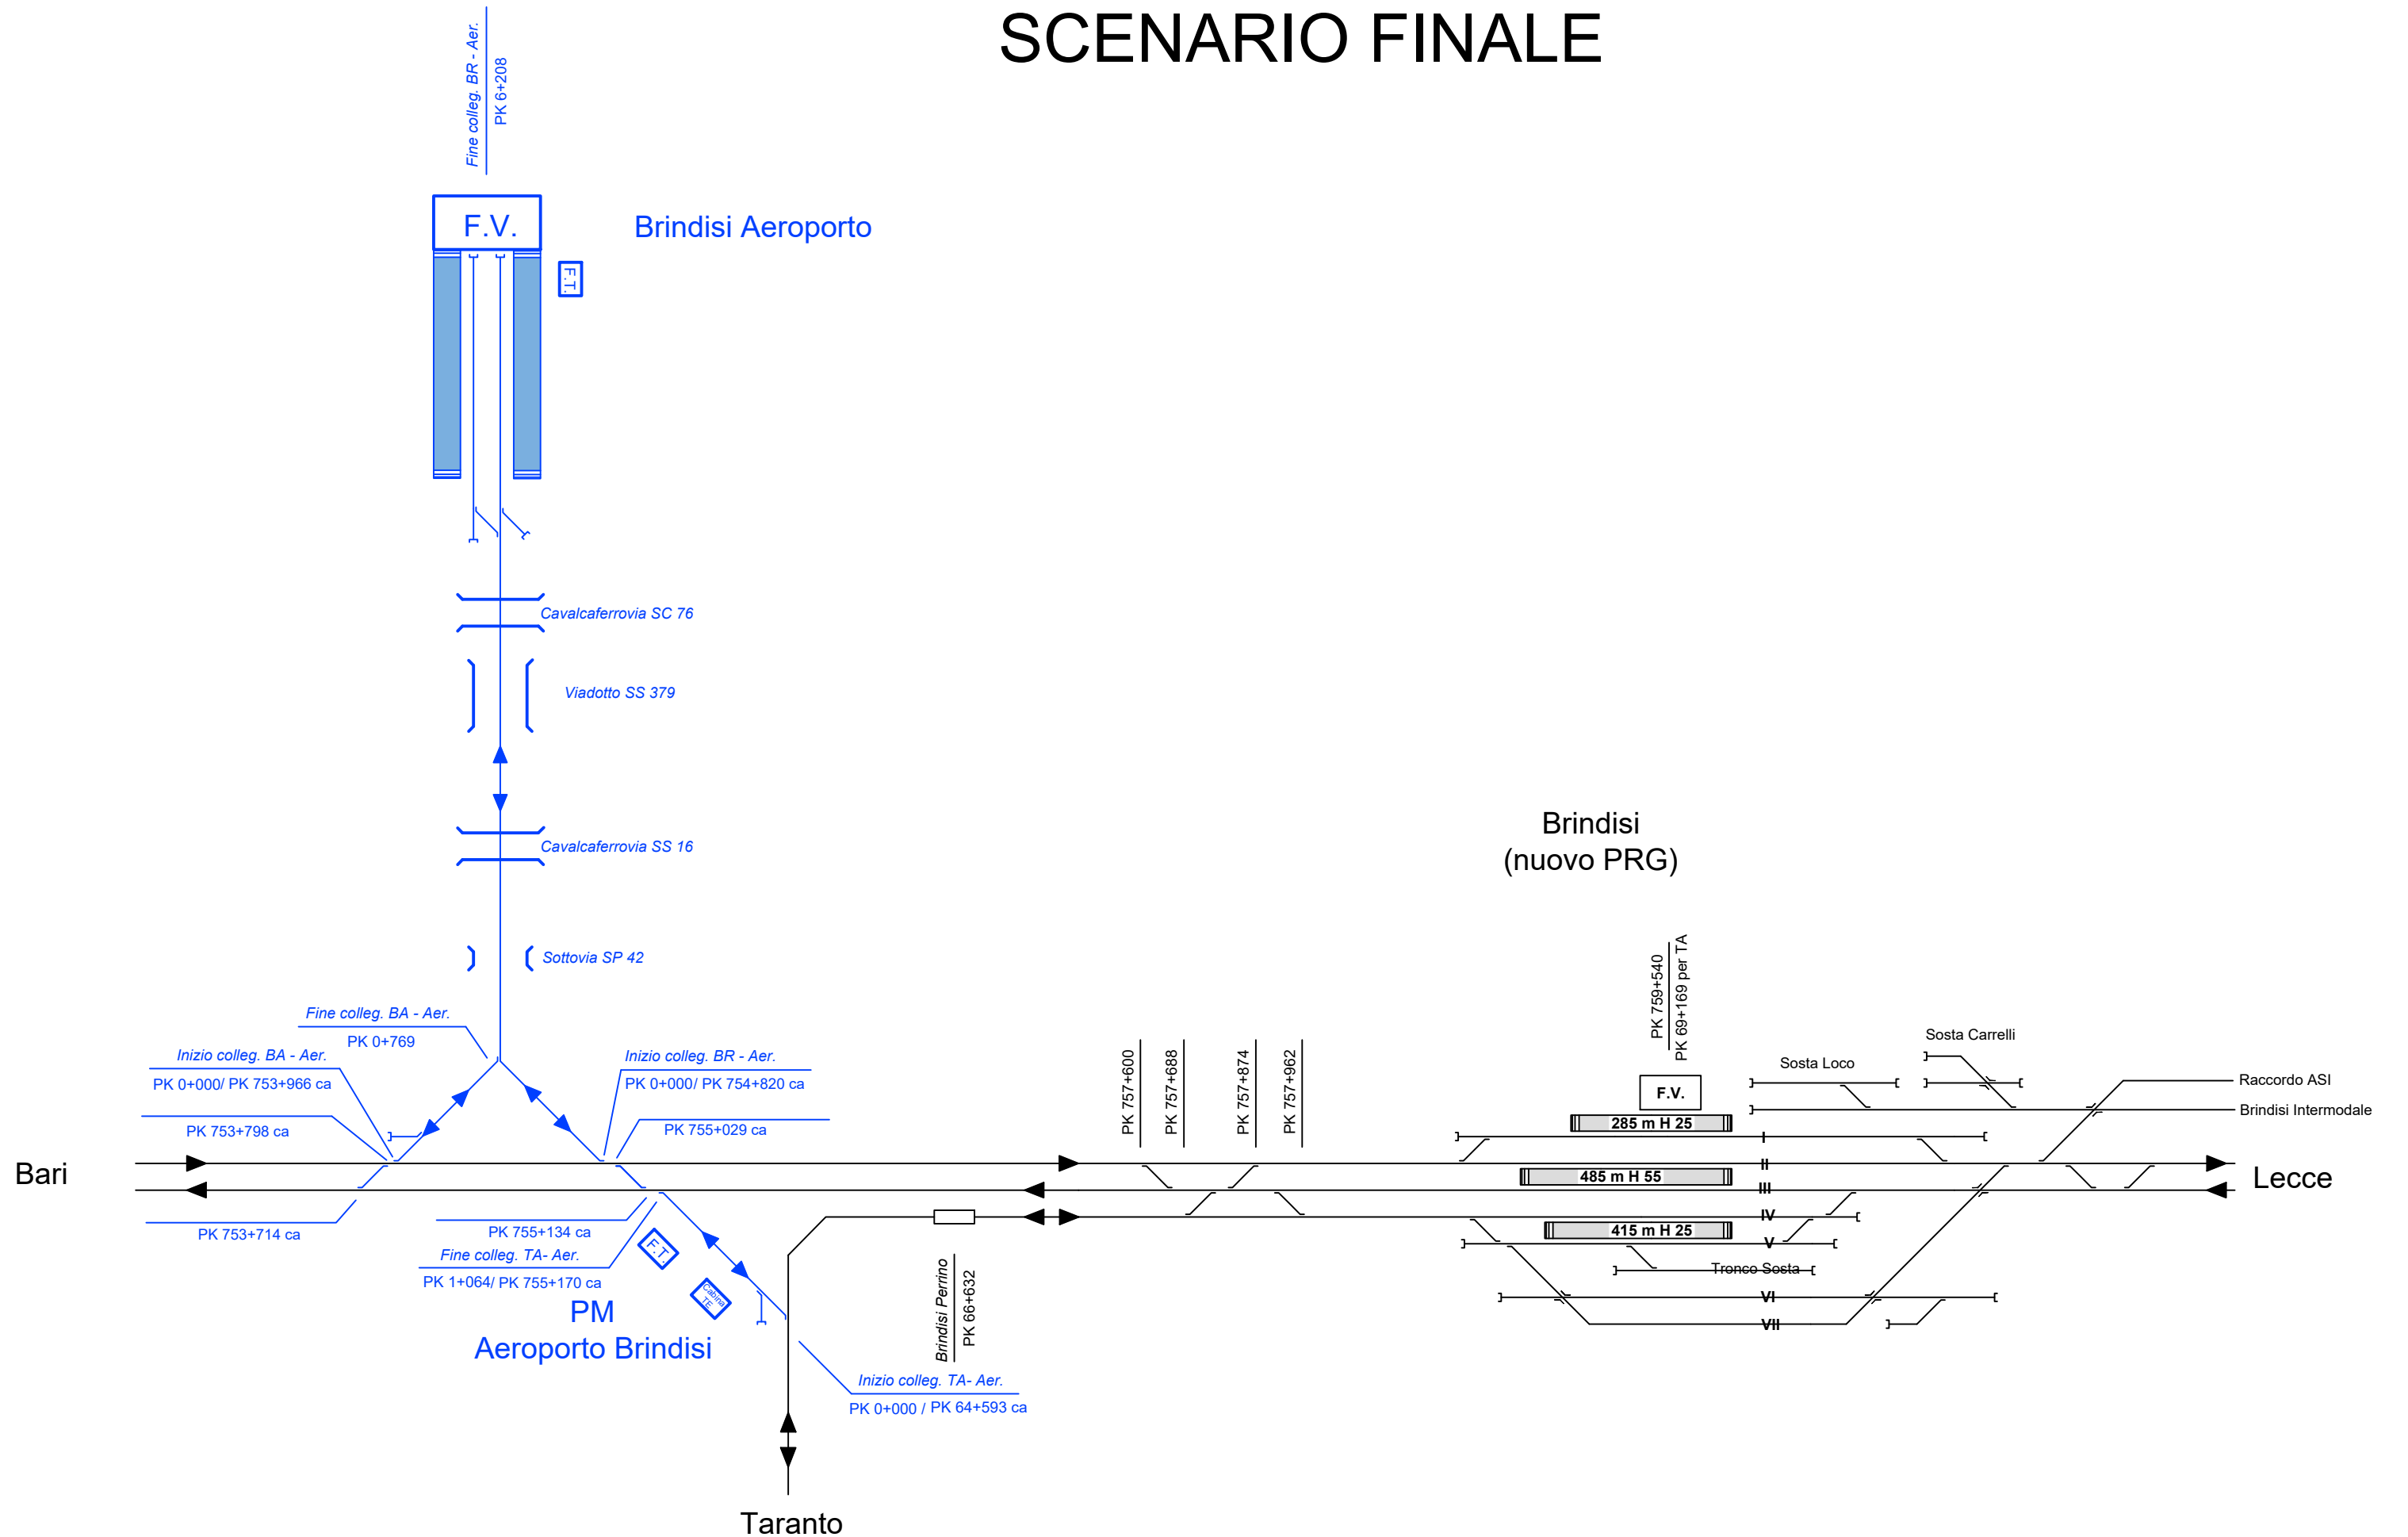 SCENARIO FINALE
Fine colleg. BR - Aer.
PK 6+208
F.V.
Brindisi Aeroporto
F.T.
Cavalcaferrovia SC 76
Viadotto SS 379
Cavalcaferrovia SS 16
Brindisi
(nuovo PRG)
Sottovia SP 42
PK 759+540
PK 69+169 per TA
Fine colleg. BA - Aer.
PK 0+769
Inizio colleg. BA - Aer.
PK 0+000/ PK 753+966 ca
Inizio colleg. BR - Aer.
PK 0+000/ PK 754+820 ca
PK 753+798 ca
PK 755+029 ca
PK 757+600
PK 757+688
PK 757+874
PK 757+962
Sosta Carrelli
Sosta Loco
Raccordo ASI
Brindisi Intermodale
F.V.
285 m H 25
I
II
Bari
Lecce
485 m H 55
III
IV
415 m H 25
V
Tronco Sosta
VI
VII
PK 753+714 ca
PK 755+134 ca
Fine colleg. TA- Aer.
PK 1+064/ PK 755+170 ca
F.T.
Cabina
TE
PM
Aeroporto Brindisi
Brindisi Perrino
PK 66+632
Inizio colleg. TA- Aer.
PK 0+000 / PK 64+593 ca
Taranto